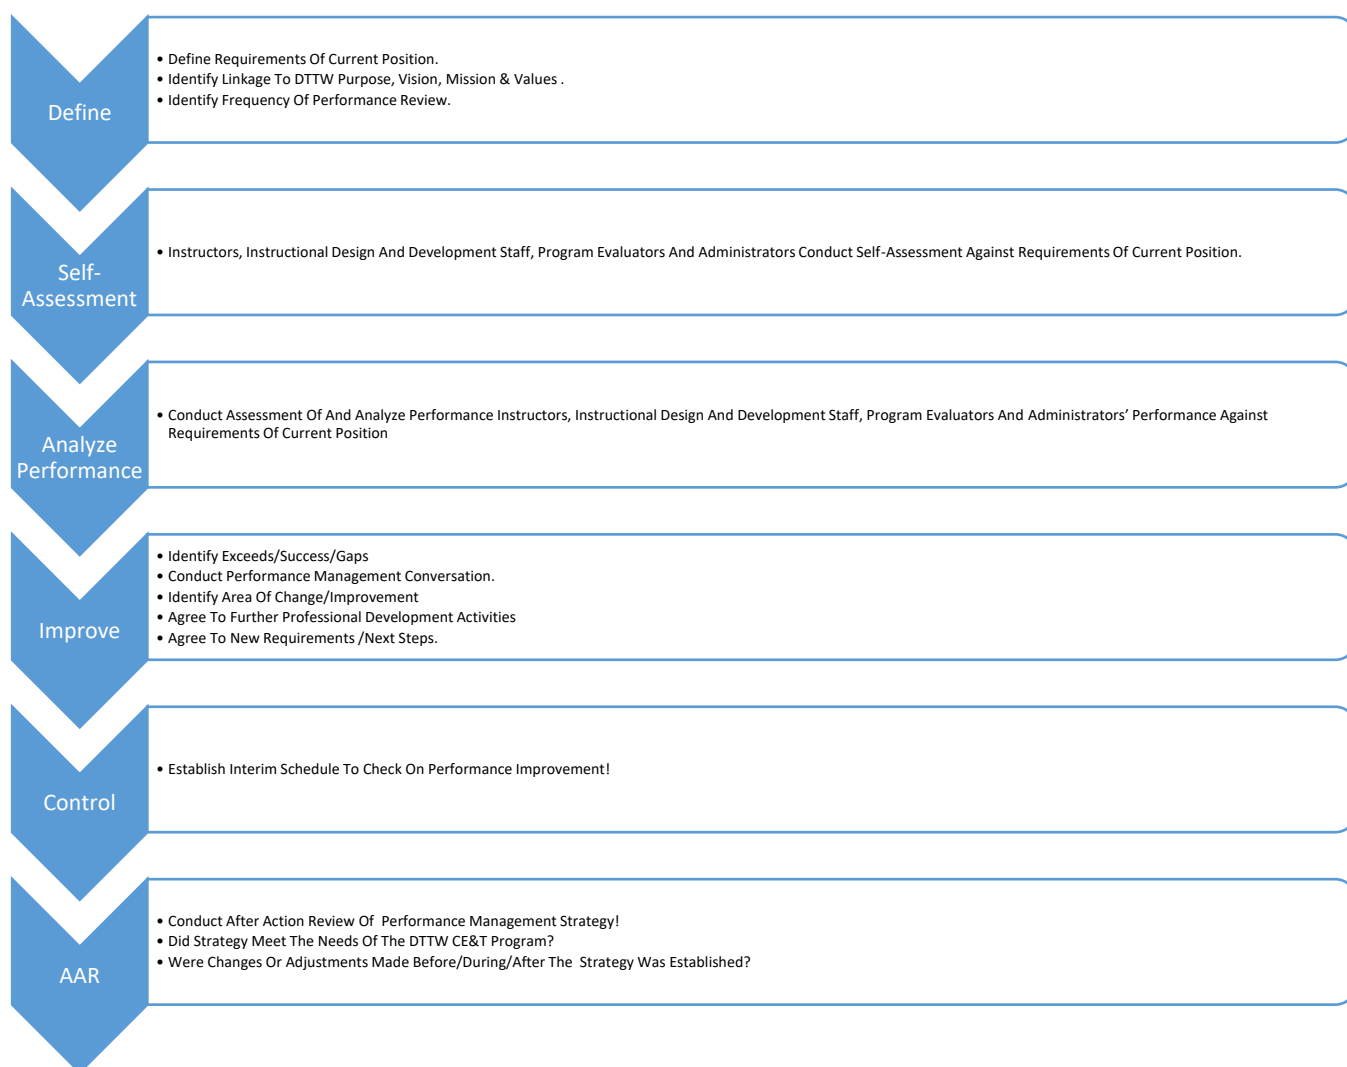 Define
• Define Requirements Of Current Position.
• Identify Linkage To DTTW Purpose, Vision, Mission & Values .
• Identify Frequency Of Performance Review.
Self-
Assessment
• Instructors, Instructional Design And Development Staff, Program Evaluators And Administrators Conduct Self-Assessment Against Requirements Of Current Position.
Analyze
Performance
• Conduct Assessment Of And Analyze Performance Instructors, Instructional Design And Development Staff, Program Evaluators And Administrators’ Performance Against
Requirements Of Current Position
Improve
• Identify Exceeds/Success/Gaps
• Conduct Performance Management Conversation.
• Identify Area Of Change/Improvement
• Agree To Further Professional Development Activities
• Agree To New Requirements /Next Steps.
Control
• Establish Interim Schedule To Check On Performance Improvement!
AAR
• Conduct After Action Review Of  Performance Management Strategy!
• Did Strategy Meet The Needs Of The DTTW CE&T Program?
• Were Changes Or Adjustments Made Before/During/After The  Strategy Was Established?